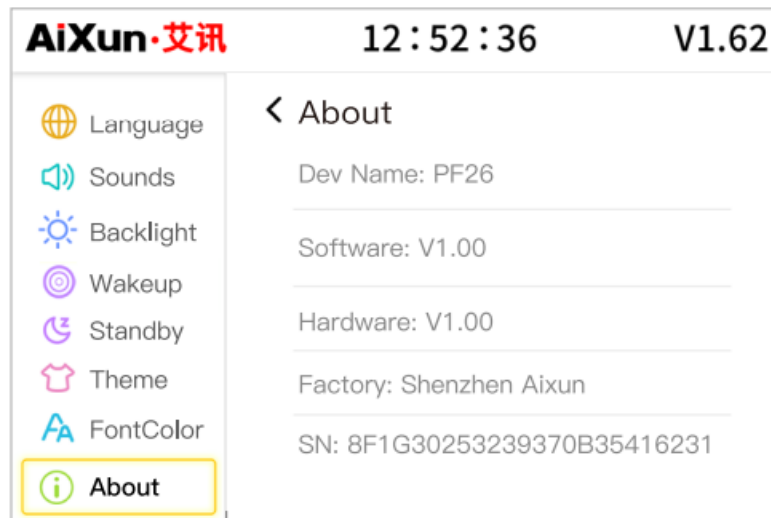 AiXun·艾讯 12:52:36 V1.62
Language
Sounds
Backlight
Wakeup
Standby
Theme
FontColor
About
About
Dev Name: PF26
Software: V1.00
Hardware: V1.00
Factory: Shenzhen Aixun
SN: 8F1G30253239370B35416231